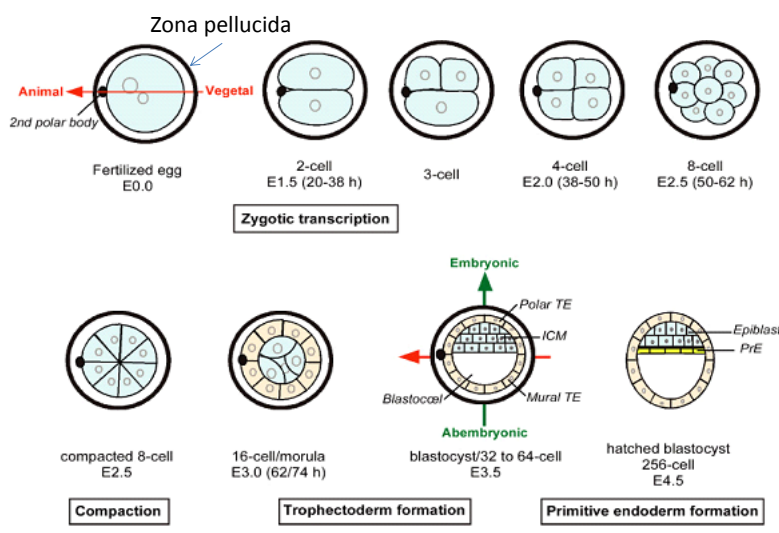 Zona pellucida
Animal
Vegetal
2nd polar body
Fertilized egg
E0.0
2-cell
E1.5 (20-38 h)
3-cell
4-cell
E2.0 (38-50 h)
8-cell
E2.5 (50-62 h)
Zygotic transcription
Embryonic
Polar TE
ICM
Blastocœl
Mural TE
Abembryonic
Epiblast
PrE
compacted 8-cell
E2.5
16-cell/morula
E3.0 (62/74 h)
blastocyst/32 to 64-cell
E3.5
hatched blastocyst
256-cell
E4.5
Compaction
Trophectoderm formation
Primitive endoderm formation